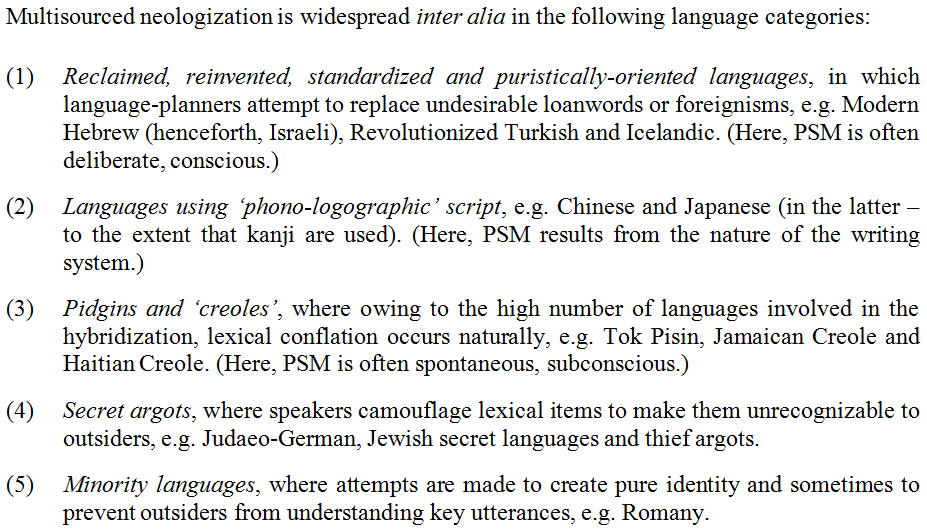 Multisourced neologization is widespread inter alia in the following language categories:
(1) Reclaimed, reinvented, standardized and puristically-oriented languages, in which
language-planners attempt to replace undesirable loanwords or foreignisms, e.g. Modern
Hebrew (henceforth, Israeli), Revolutionized Turkish and Icelandic. (Here, PSM is often
deliberate, conscious.)
(2) Languages using ‘phono-logographic’ script, e.g. Chinese and Japanese (in the latter –
to the extent that kanji are used). (Here, PSM results from the nature of the writing
system.)
(3) Pidgins and ‘creoles’, where owing to the high number of languages involved in the
hybridization, lexical conflation occurs naturally, e.g. Tok Pisin, Jamaican Creole and
Haitian Creole. (Here, PSM is often spontaneous, subconscious.)
(4) Secret argots, where speakers camouflage lexical items to make them unrecognizable to
outsiders, e.g. Judaeo-German, Jewish secret languages and thief argots.
(5) Minority languages, where attempts are made to create pure identity and sometimes to
prevent outsiders from understanding key utterances, e.g. Romany.